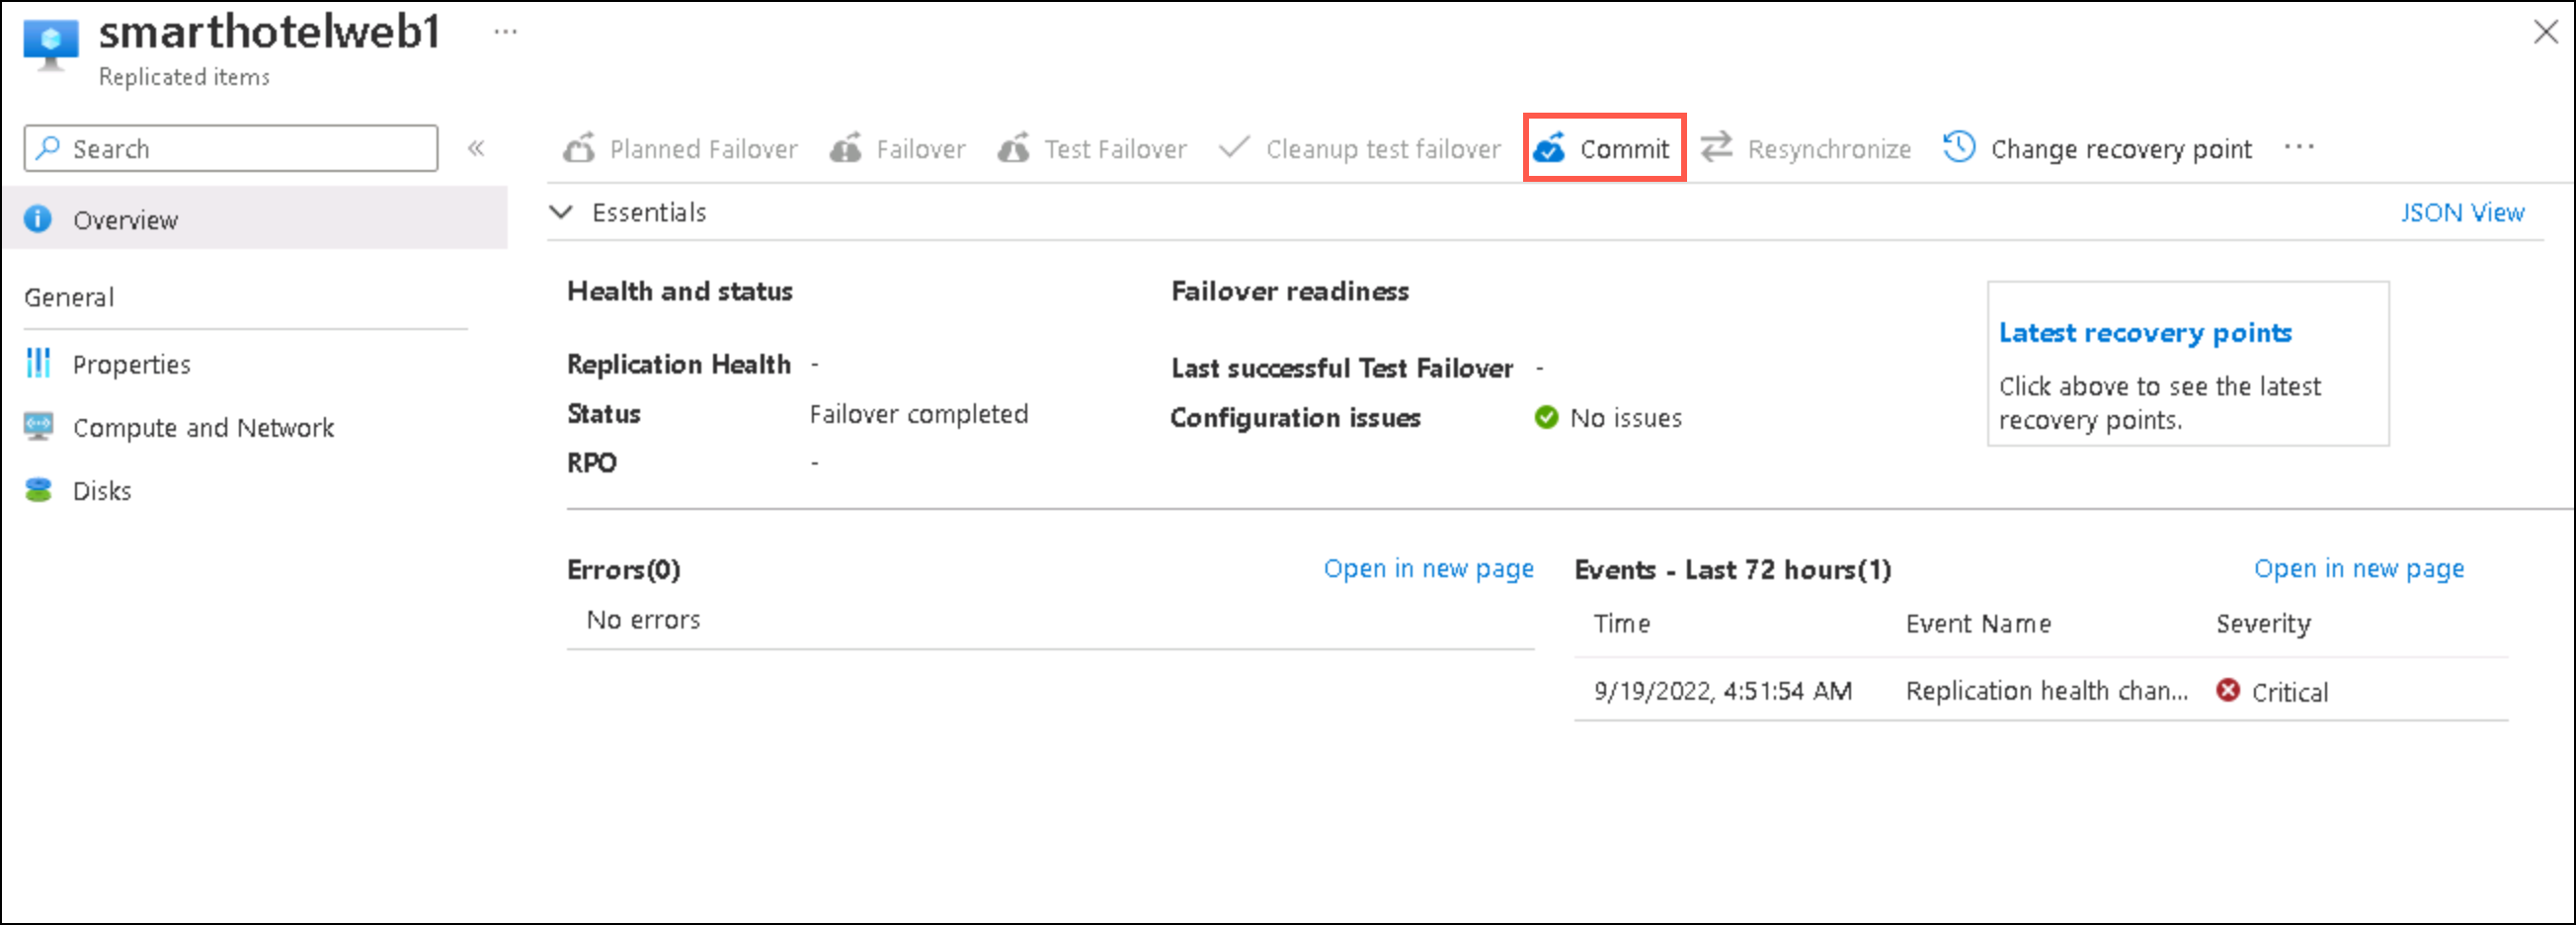 smarthotelweb1 ...
Replicated items
Search «
Planned Failover Failover Test Failover Cleanup test failover Commit Resynchronize Change recovery point ...
Overview
General
Properties
Compute and Network
Disks
Essentials JSON View
Health and status
Replication Health -
Status Failover completed
RPO -
Failover readiness
Last successful Test Failover -
Configuration issues No issues
Latest recovery points
Click above to see the latest
recovery points.
Errors(0) Open in new page
No errors
Events - Last 72 hours(1) Open in new page
Time Event Name Severity
9/19/2022, 4:51:54 AM Replication health chan... Critical